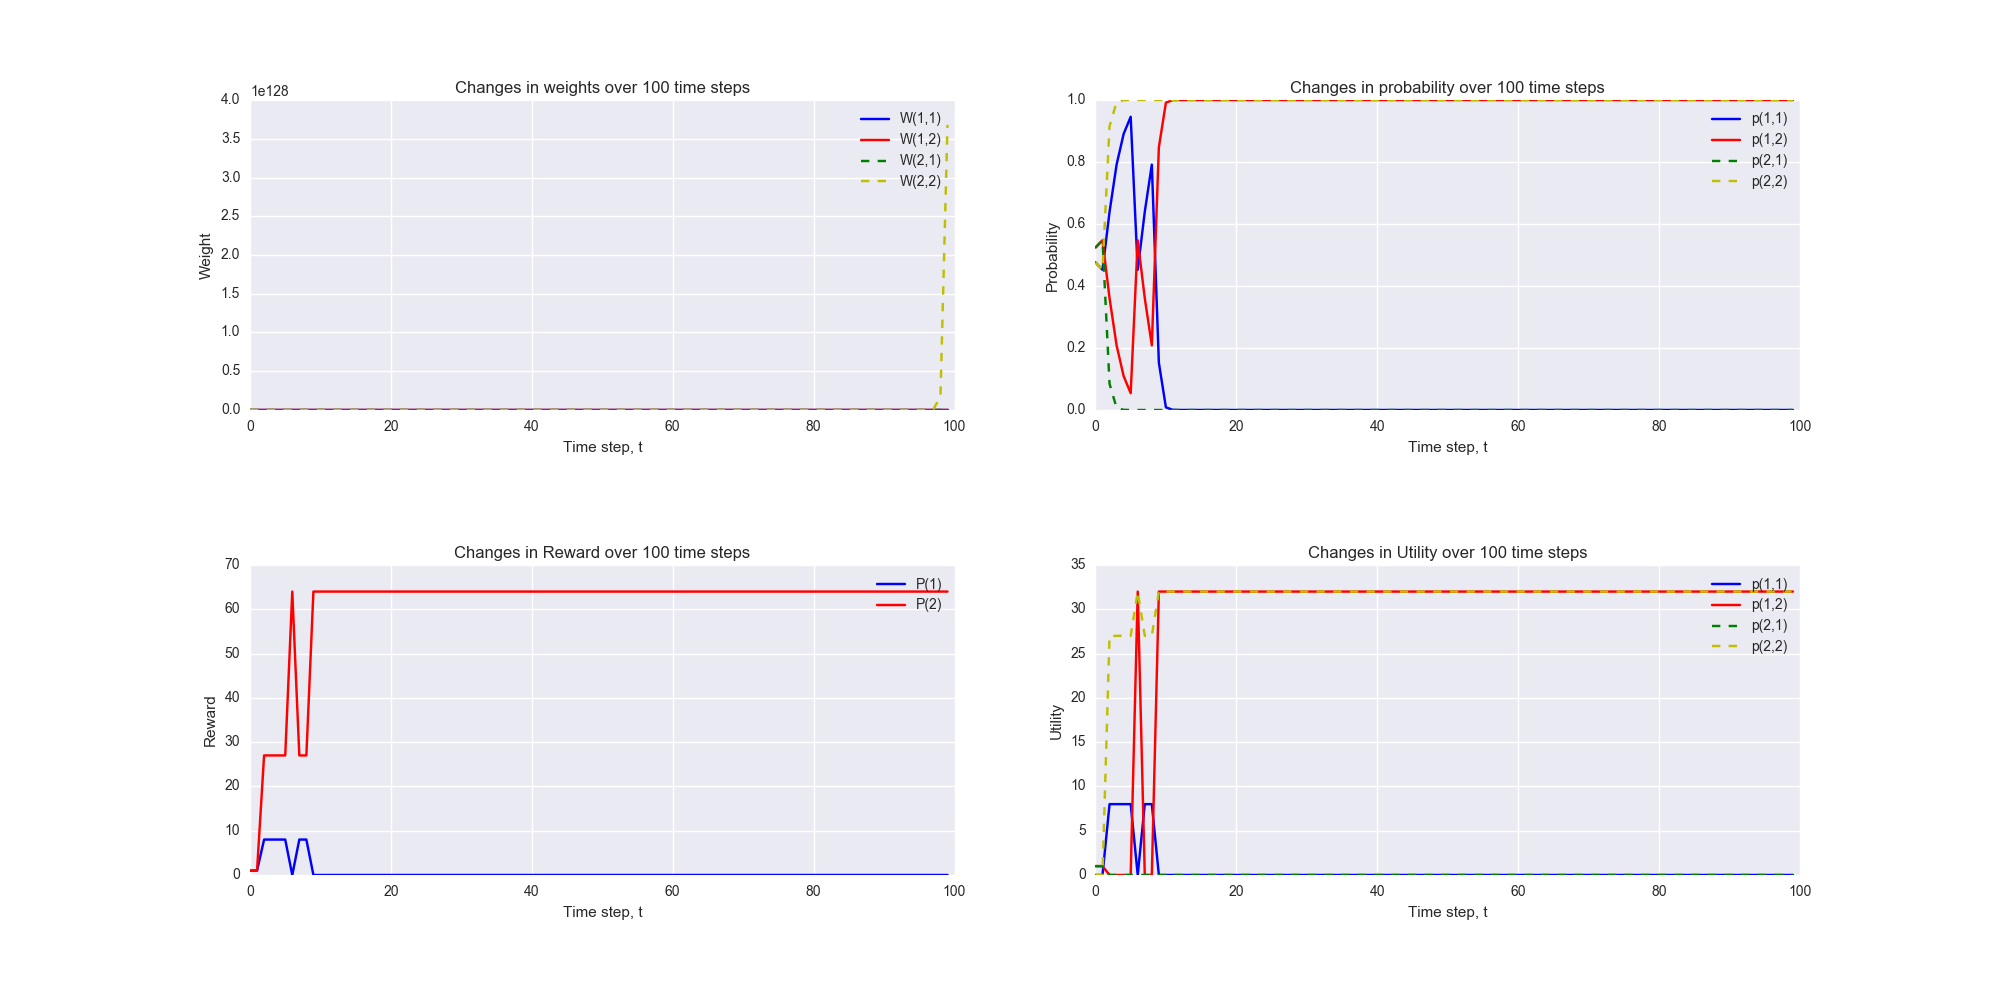 Changes in weights over 100 time steps
1e128
4.0
3.5
3.0
2.5
2.0
1.5
1.0
0.5
0.0
Weight
W(1,1)
W(1,2)
W(2,1)
W(2,2)
0 20 40 60 80 100
Time step, t
Changes in probability over 100 time steps
1.0
0.8
0.6
0.4
0.2
0.0
Probability
p(1,1)
p(1,2)
p(2,1)
p(2,2)
0 20 40 60 80 100
Time step, t
Changes in Reward over 100 time steps
70
60
50
40
30
20
10
0
Reward
P(1)
P(2)
0 20 40 60 80 100
Time step, t
Changes in Utility over 100 time steps
35
30
25
20
15
10
5
0
Utility
p(1,1)
p(1,2)
p(2,1)
p(2,2)
0 20 40 60 80 100
Time step, t